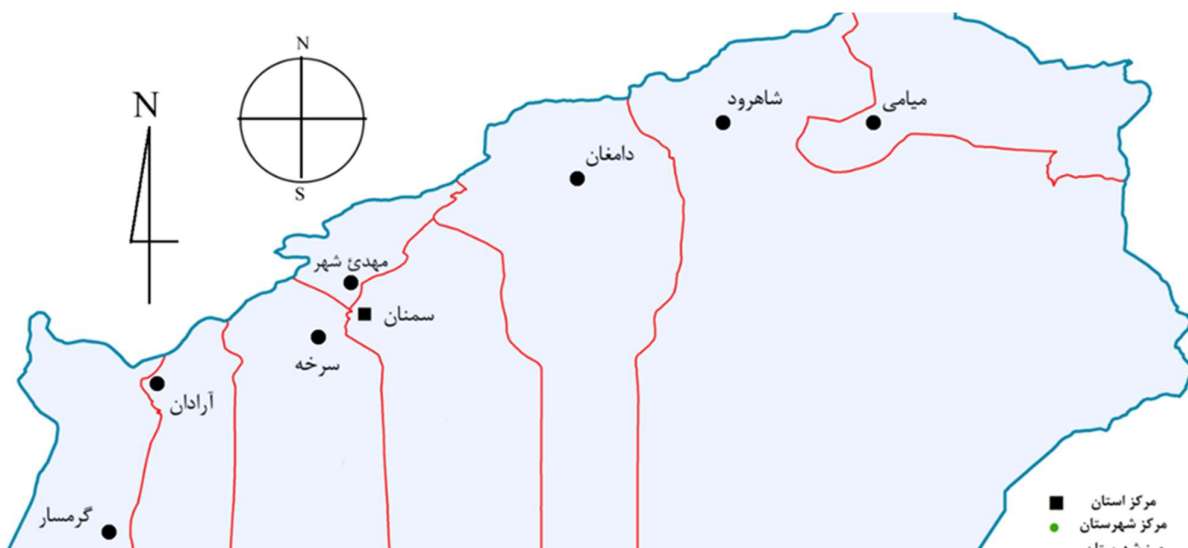 N
S
N
میامی
شاهرود
دامغان
مهدئ شهر
سمنان
سرخه
آرادان
گرمسار
مرکز استان
مرکز شهرستان